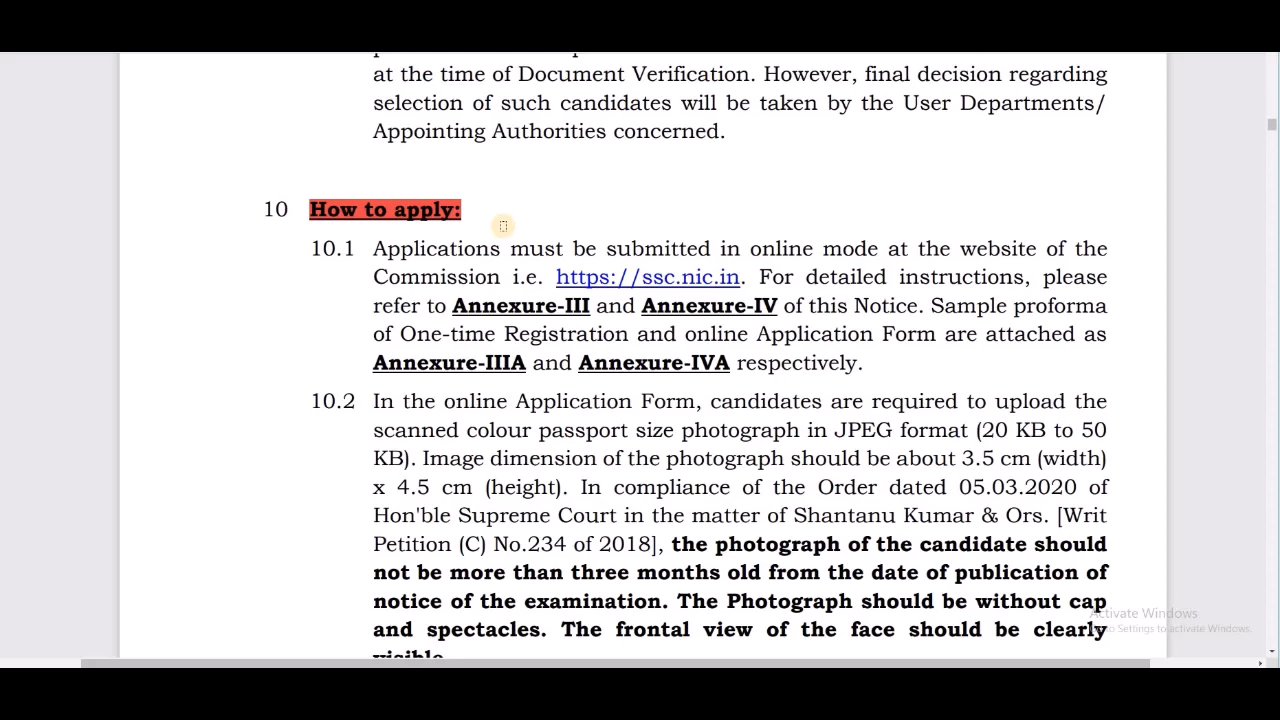 at the time of Document Verification. However, final decision regarding
selection of such candidates will be taken by the User Departments/
Appointing Authorities concerned.
10 How to apply:
10.1 Applications must be submitted in online mode at the website of the
Commission i.e. https://ssc.nic.in. For detailed instructions, please
refer to Annexure-III and Annexure-IV of this Notice. Sample proforma
of One-time Registration and online Application Form are attached as
Annexure-IIIA and Annexure-IVA respectively.
10.2 In the online Application Form, candidates are required to upload the
scanned colour passport size photograph in JPEG format (20 KB to 50
KB). Image dimension of the photograph should be about 3.5 cm (width)
x 4.5 cm (height). In compliance of the Order dated 05.03.2020 of
Hon'ble Supreme Court in the matter of Shantanu Kumar & Ors. [Writ
Petition (C) No.234 of 2018], the photograph of the candidate should
not be more than three months old from the date of publication of
notice of the examination. The Photograph should be without cap
and spectacles. The frontal view of the face should be clearly
visible.
Activate Windows
to Settings to activate Windows.